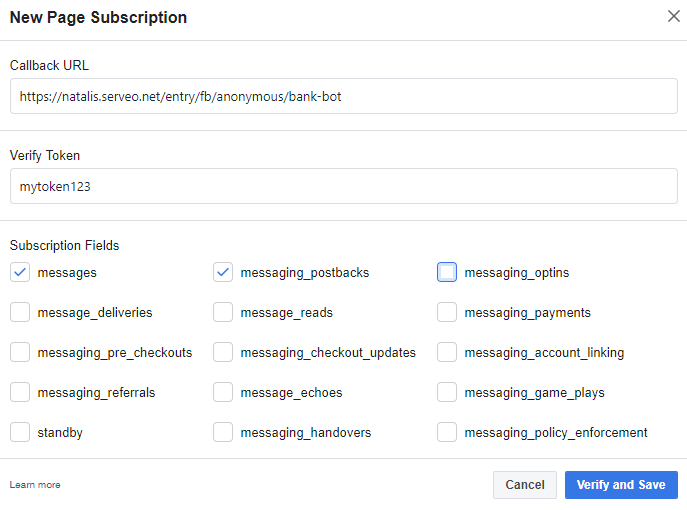 New Page Subscription
Callback URL
https://natalis.serveo.net/entry/fb/anonymous/bank-bot
Verify Token
mytoken123
Subscription Fields
messages messaging_postbacks messaging_optins
message_deliveries message_reads messaging_payments
messaging_pre_checkouts messaging_checkout_updates messaging_account_linking
messaging_referrals message_echoes messaging_game_plays
standby messaging_handovers messaging_policy_enforcement
Learn more Cancel Verify and Save